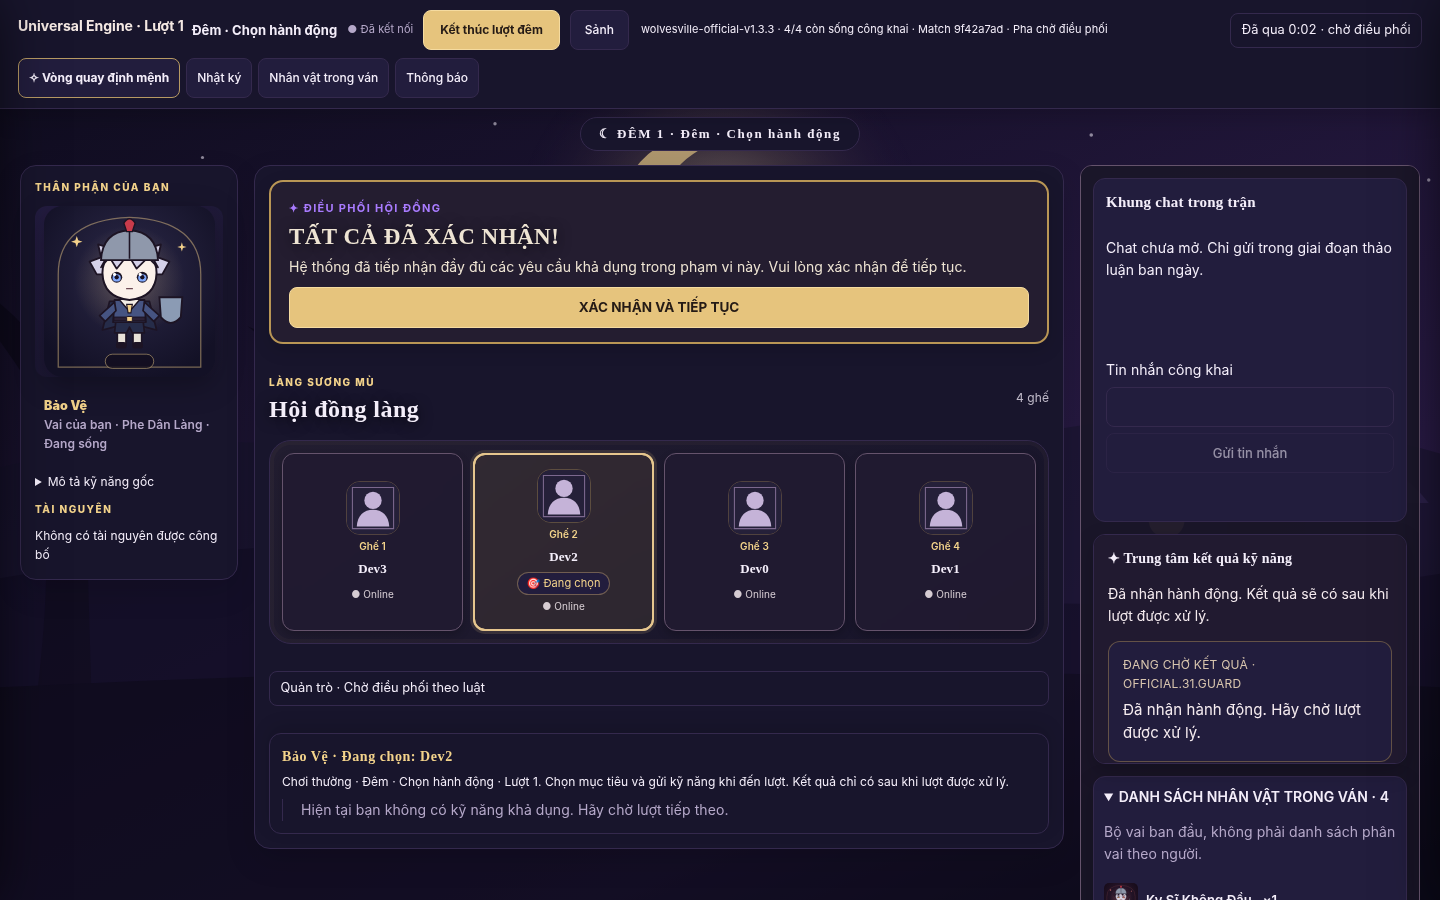 Universal Engine · Lượt 1
Đêm · Chọn hành động
Đã kết nối
Kết thúc lượt đêm
Sảnh
wolvesville-official-v1.3.3 · 4/4 còn sống công khai · Match 9f42a7ad · Pha chờ điều phối
Đã qua 0:02 · chờ điều phối
✧ Vòng quay định mệnh
Nhật ký
Nhân vật trong ván
Thông báo
☾ ĐÊM 1 · Đêm · Chọn hành động
THÂN PHẬN CỦA BẠN
Bảo Vệ
Vai của bạn · Phe Dân Làng ·
Đang sống
Mô tả kỹ năng gốc
TÀI NGUYÊN
Không có tài nguyên được công
bố
✦ ĐIỀU PHỐI HỘI ĐỒNG
TẤT CẢ ĐÃ XÁC NHẬN!
Hệ thống đã tiếp nhận đầy đủ các yêu cầu khả dụng trong phạm vi này. Vui lòng xác nhận để tiếp tục.
XÁC NHẬN VÀ TIẾP TỤC
LÀNG SƯƠNG MÙ
Hội đồng làng
4 ghế
Ghế 1
Dev3
Online
Ghế 2
Dev2
🎯 Đang chọn
Online
Ghế 3
Dev0
Online
Ghế 4
Dev1
Online
Quản trò · Chờ điều phối theo luật
Bảo Vệ · Đang chọn: Dev2
Chơi thường · Đêm · Chọn hành động · Lượt 1. Chọn mục tiêu và gửi kỹ năng khi đến lượt. Kết quả chỉ có sau khi lượt được xử lý.
Hiện tại bạn không có kỹ năng khả dụng. Hãy chờ lượt tiếp theo.
Khung chat trong trận
Chat chưa mở. Chỉ gửi trong giai đoạn thảo
luận ban ngày.
Tin nhắn công khai
Gửi tin nhắn
✦ Trung tâm kết quả kỹ năng
Đã nhận hành động. Kết quả sẽ có sau khi
lượt được xử lý.
ĐANG CHỜ KẾT QUẢ ·
OFFICIAL.31.GUARD
Đã nhận hành động. Hãy chờ lượt
được xử lý.
DANH SÁCH NHÂN VẬT TRONG VÁN · 4
Bộ vai ban đầu, không phải danh sách phân
vai theo người.
Kỵ Sĩ Không Đầu ×1